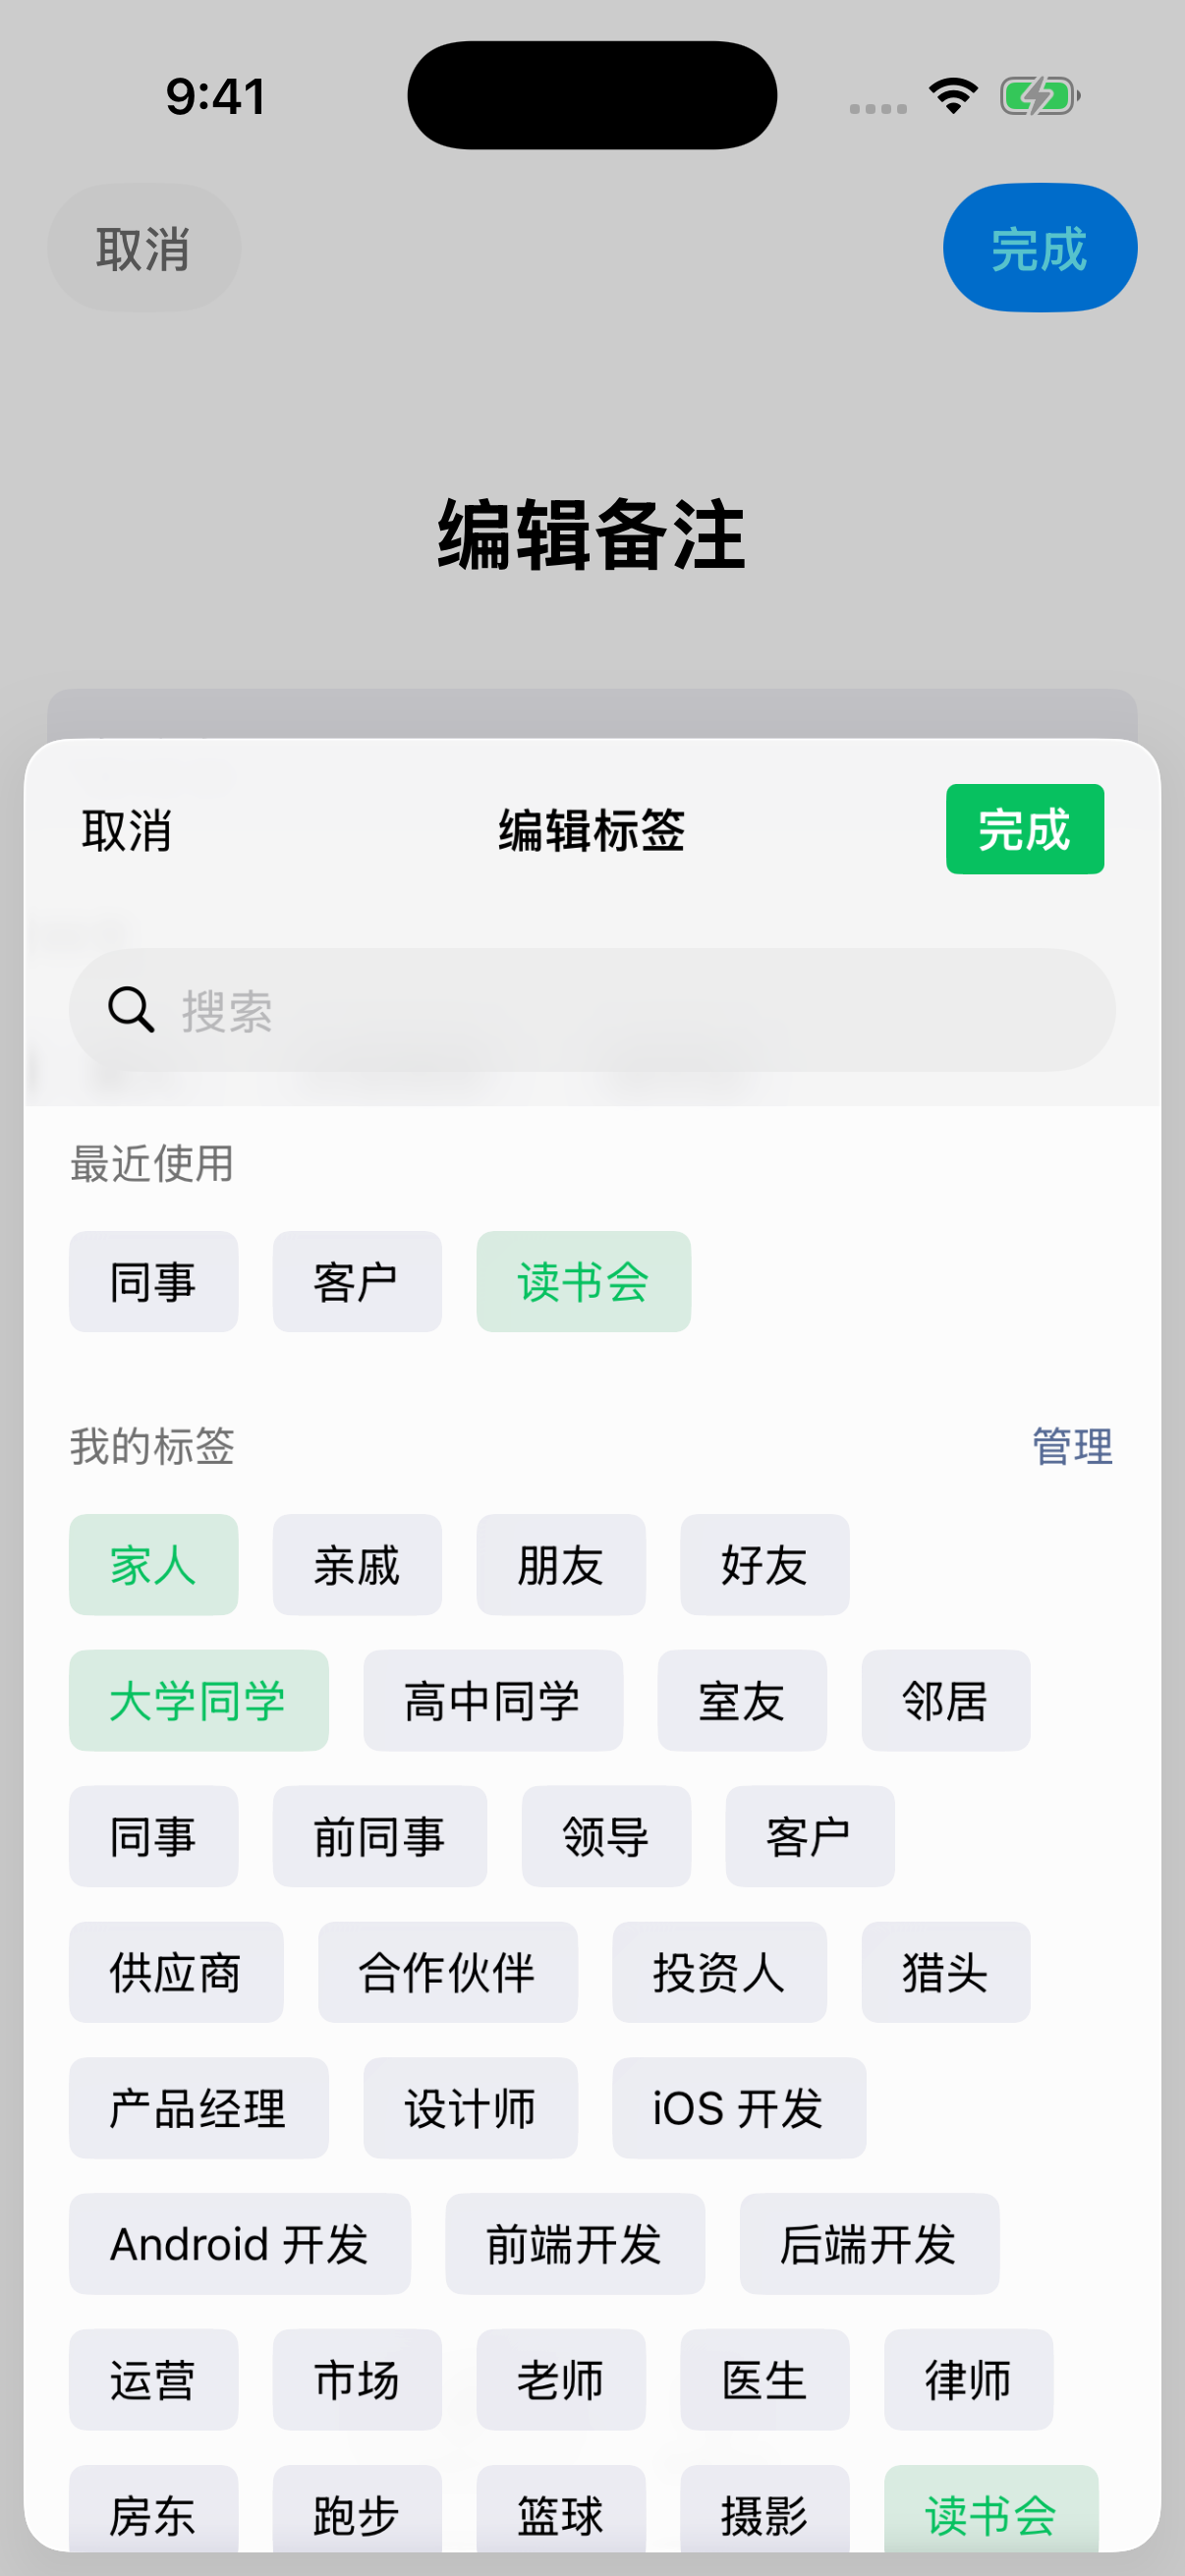 9:41
取消 完成
编辑备注
取消 编辑标签 完成
搜索
最近使用
同事 客户 读书会
我的标签 管理
家人 亲戚 朋友 好友
大学同学 高中同学 室友 邻居
同事 前同事 领导 客户
供应商 合作伙伴 投资人 猎头
产品经理 设计师 iOS 开发
Android 开发 前端开发 后端开发
运营 市场 老师 医生 律师
房东 跑步 篮球 摄影 读书会